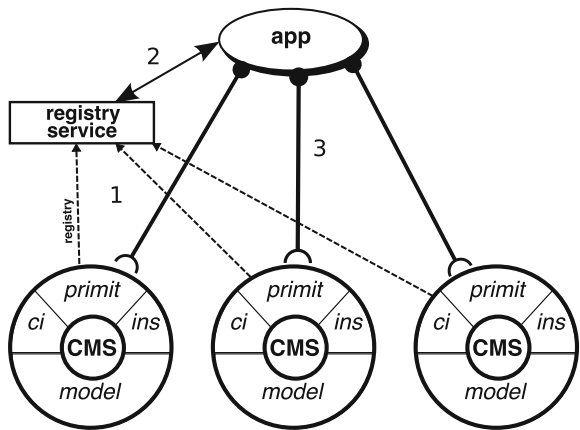 app
2
registry
service
3
1
registry
primit
ci
ins
CMS
model
primit
ci
ins
CMS
model
primit
ci
ins
CMS
model